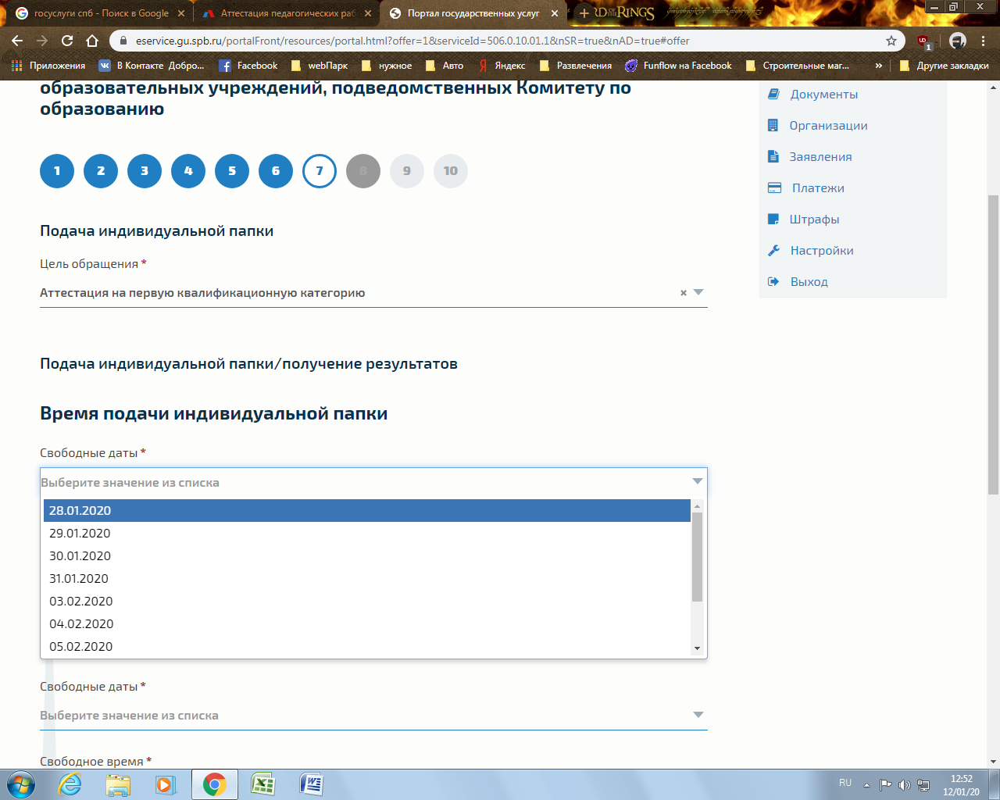 госуслуги спб - Поиск в Google
Аттестация педагогических раб
Портал государственных услуг
RD OF THE RINGS
eservice.gu.spb.ru/portalFront/resources/portal.html?offer=1&serviceId=506.0.10.01.1&nSR=true&nAD=true#offer
1
Приложения
В Контакте Добро...
Facebook
webПарк
нужное
Авто
Яндекс
Развлечения
Funflow на Facebook
Строительные маг...
»
Другие закладки
образовательных учреждений, подведомственных Комитету по
образованию
1 2 3 4 5 6 7 8 9 10
Документы
Организации
Заявления
Платежи
Штрафы
Настройки
Выход
Подача индивидуальной папки
Цель обращения *
Аттестация на первую квалификационную категорию
Подача индивидуальной папки/получение результатов
Время подачи индивидуальной папки
Свободные даты *
Выберите значение из списка
28.01.2020
29.01.2020
30.01.2020
31.01.2020
03.02.2020
04.02.2020
05.02.2020
Свободные даты *
Выберите значение из списка
Свободное время *
RU
12:52
12/01/20